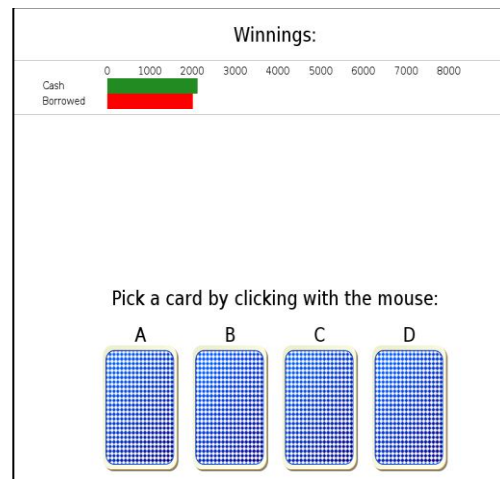 Winnings:
0 1000 2000 3000 4000 5000 6000 7000 8000
Cash
Borrowed
Pick a card by clicking with the mouse:
A B C D